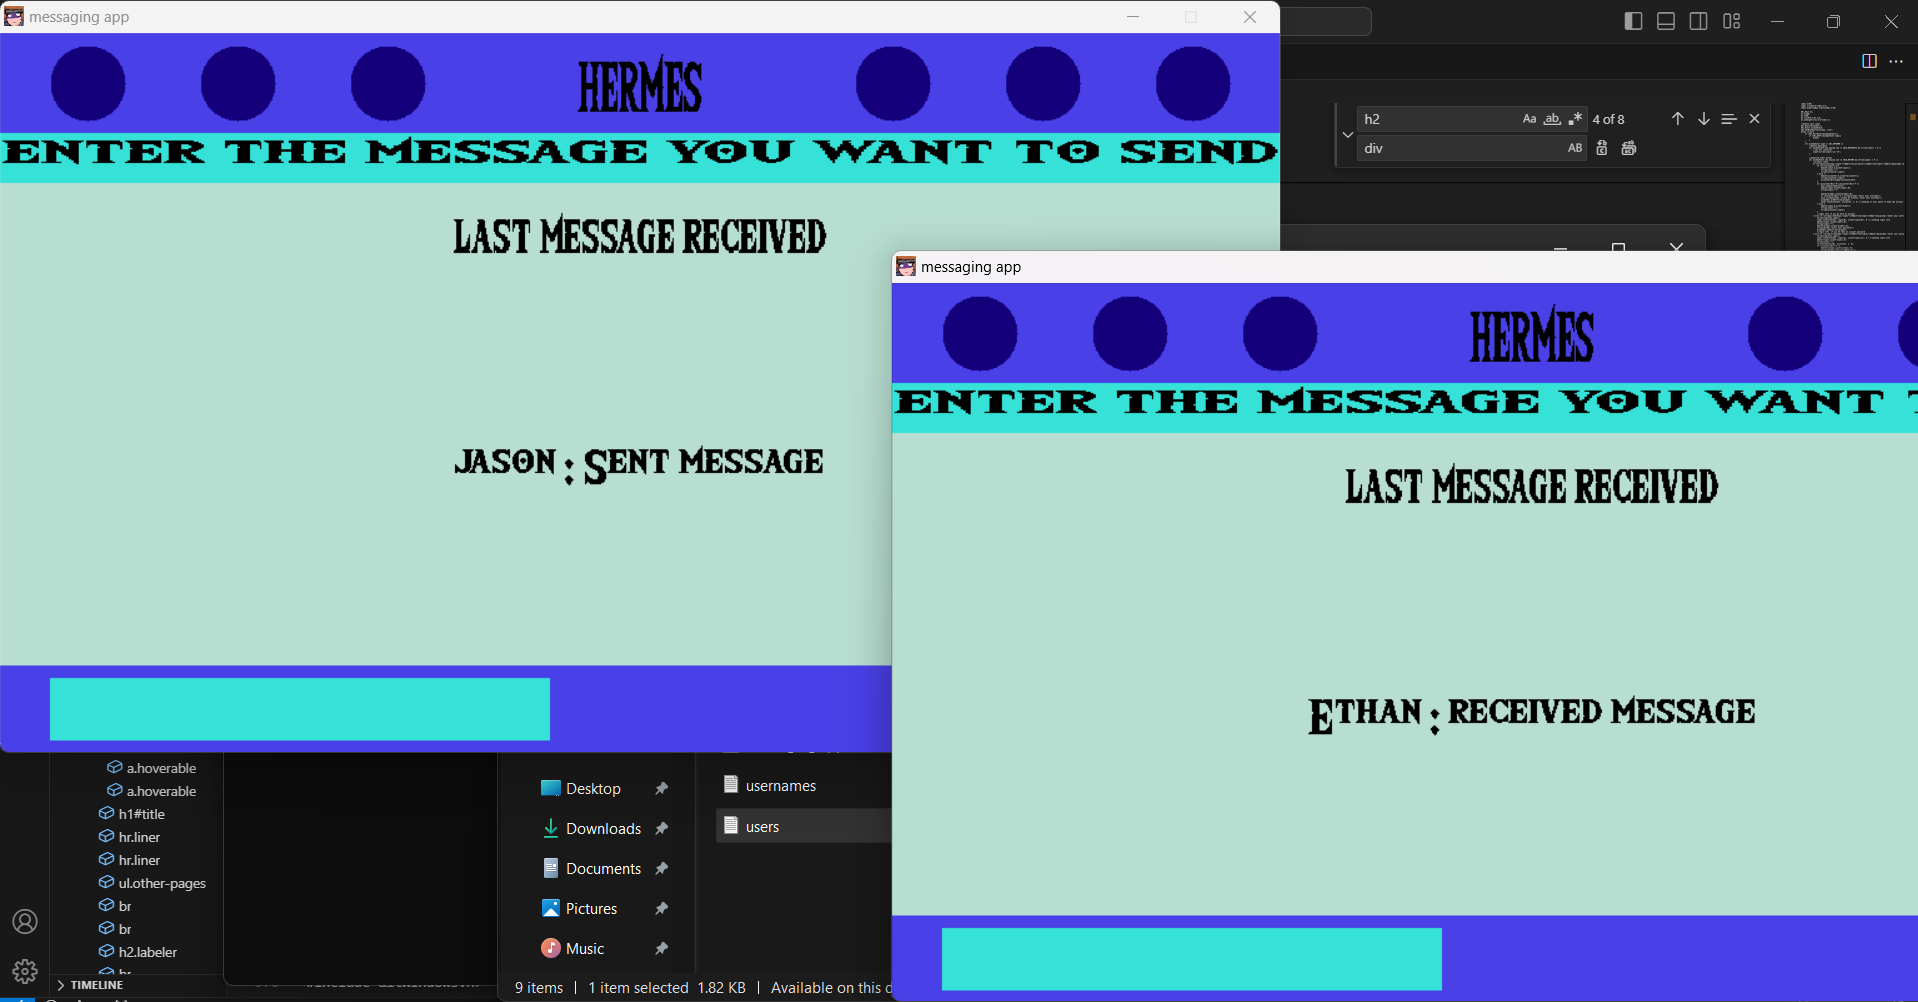 messaging app
HERMES
ENTER THE MESSAGE YOU WANT TO SEND
LAST MESSAGE RECEIVED
JASON : SENT MESSAGE
h2
Aa ab
4 of 8
div
AB
messaging app
HERMES
ENTER THE MESSAGE YOU WANT
LAST MESSAGE RECEIVED
ETHAN : RECEIVED MESSAGE
a.hoverable
a.hoverable
h1#title
hr.liner
hr.liner
ul.other-pages
br
br
h2.labeler
br
TIMELINE
Desktop
Downloads
Documents
Pictures
Music
usernames
users
9 items | 1 item selected 1.82 KB | Available on this d